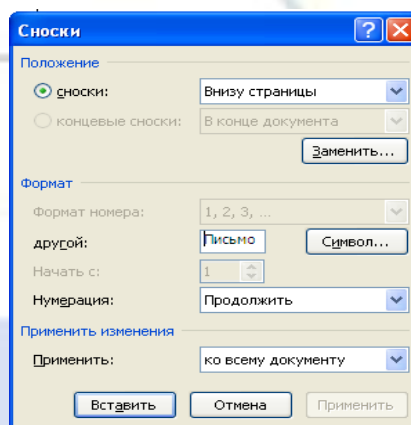 Сноски
Положение
сноски: Внизу страницы
концевые сноски: В конце документа
Заменить...
Формат
Формат номера: 1, 2, 3, ...
другой: Письмо Символ...
Начать с: 1
Нумерация: Продолжить
Применить изменения
Применить: ко всему документу
Вставить Отмена Применить